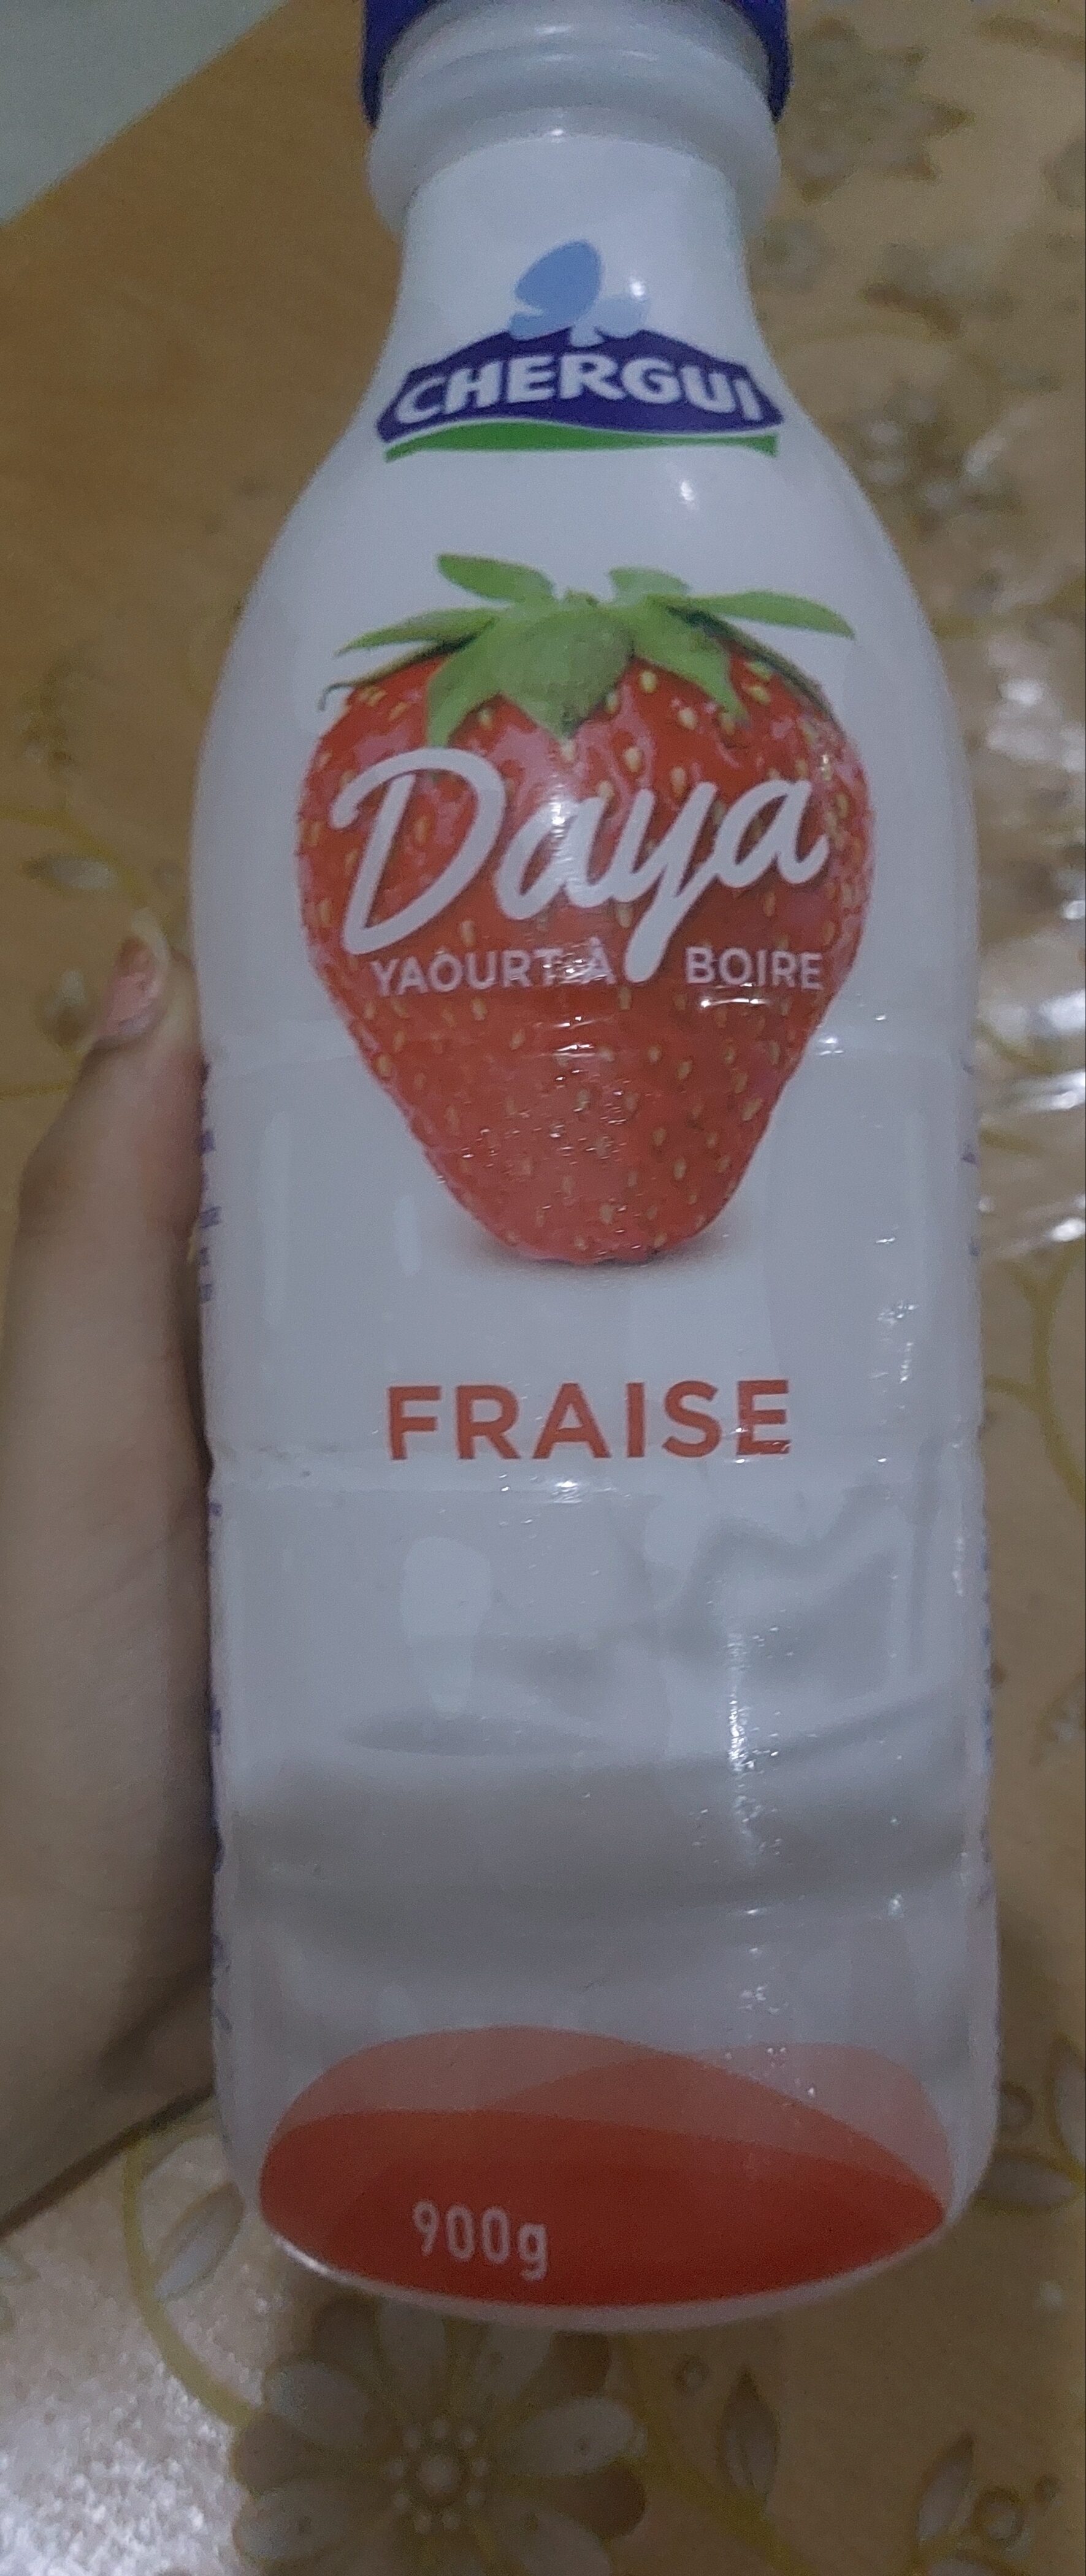 CHERGUI
Daya
YAOURT À BOIRE
FRAISE
900g